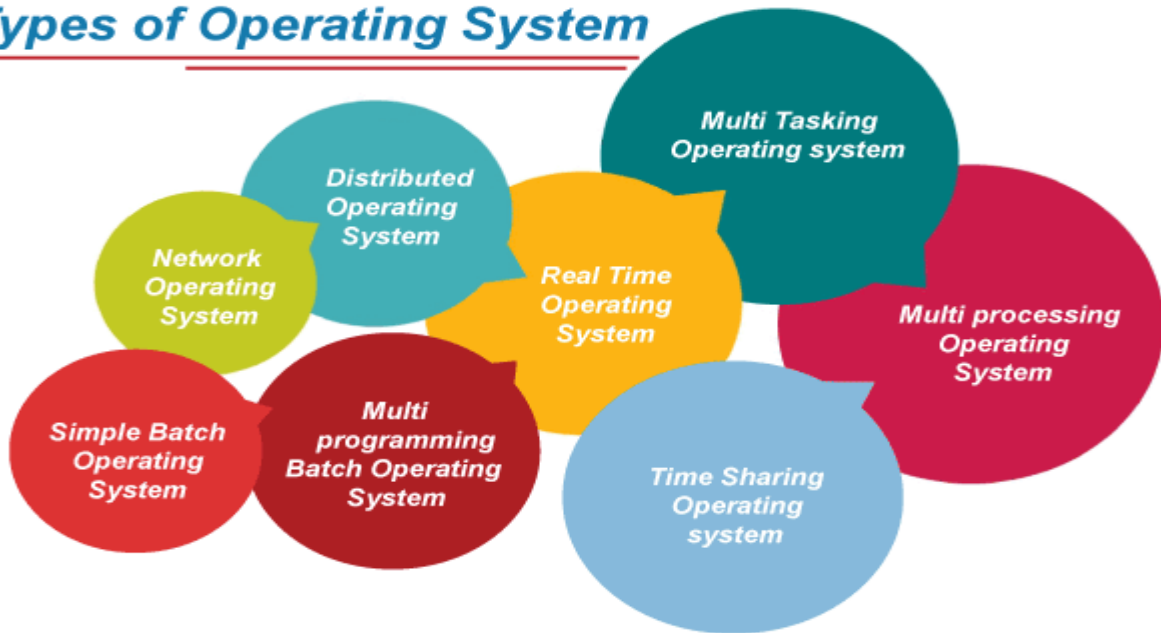 ypes of Operating System
Multi Tasking
Operating system
Distributed
Operating
System
Network
Operating
System
Real Time
Operating
System
Multi processing
Operating
System
Simple Batch
Operating
System
Multi
programming
Batch Operating
System
Time Sharing
Operating
system